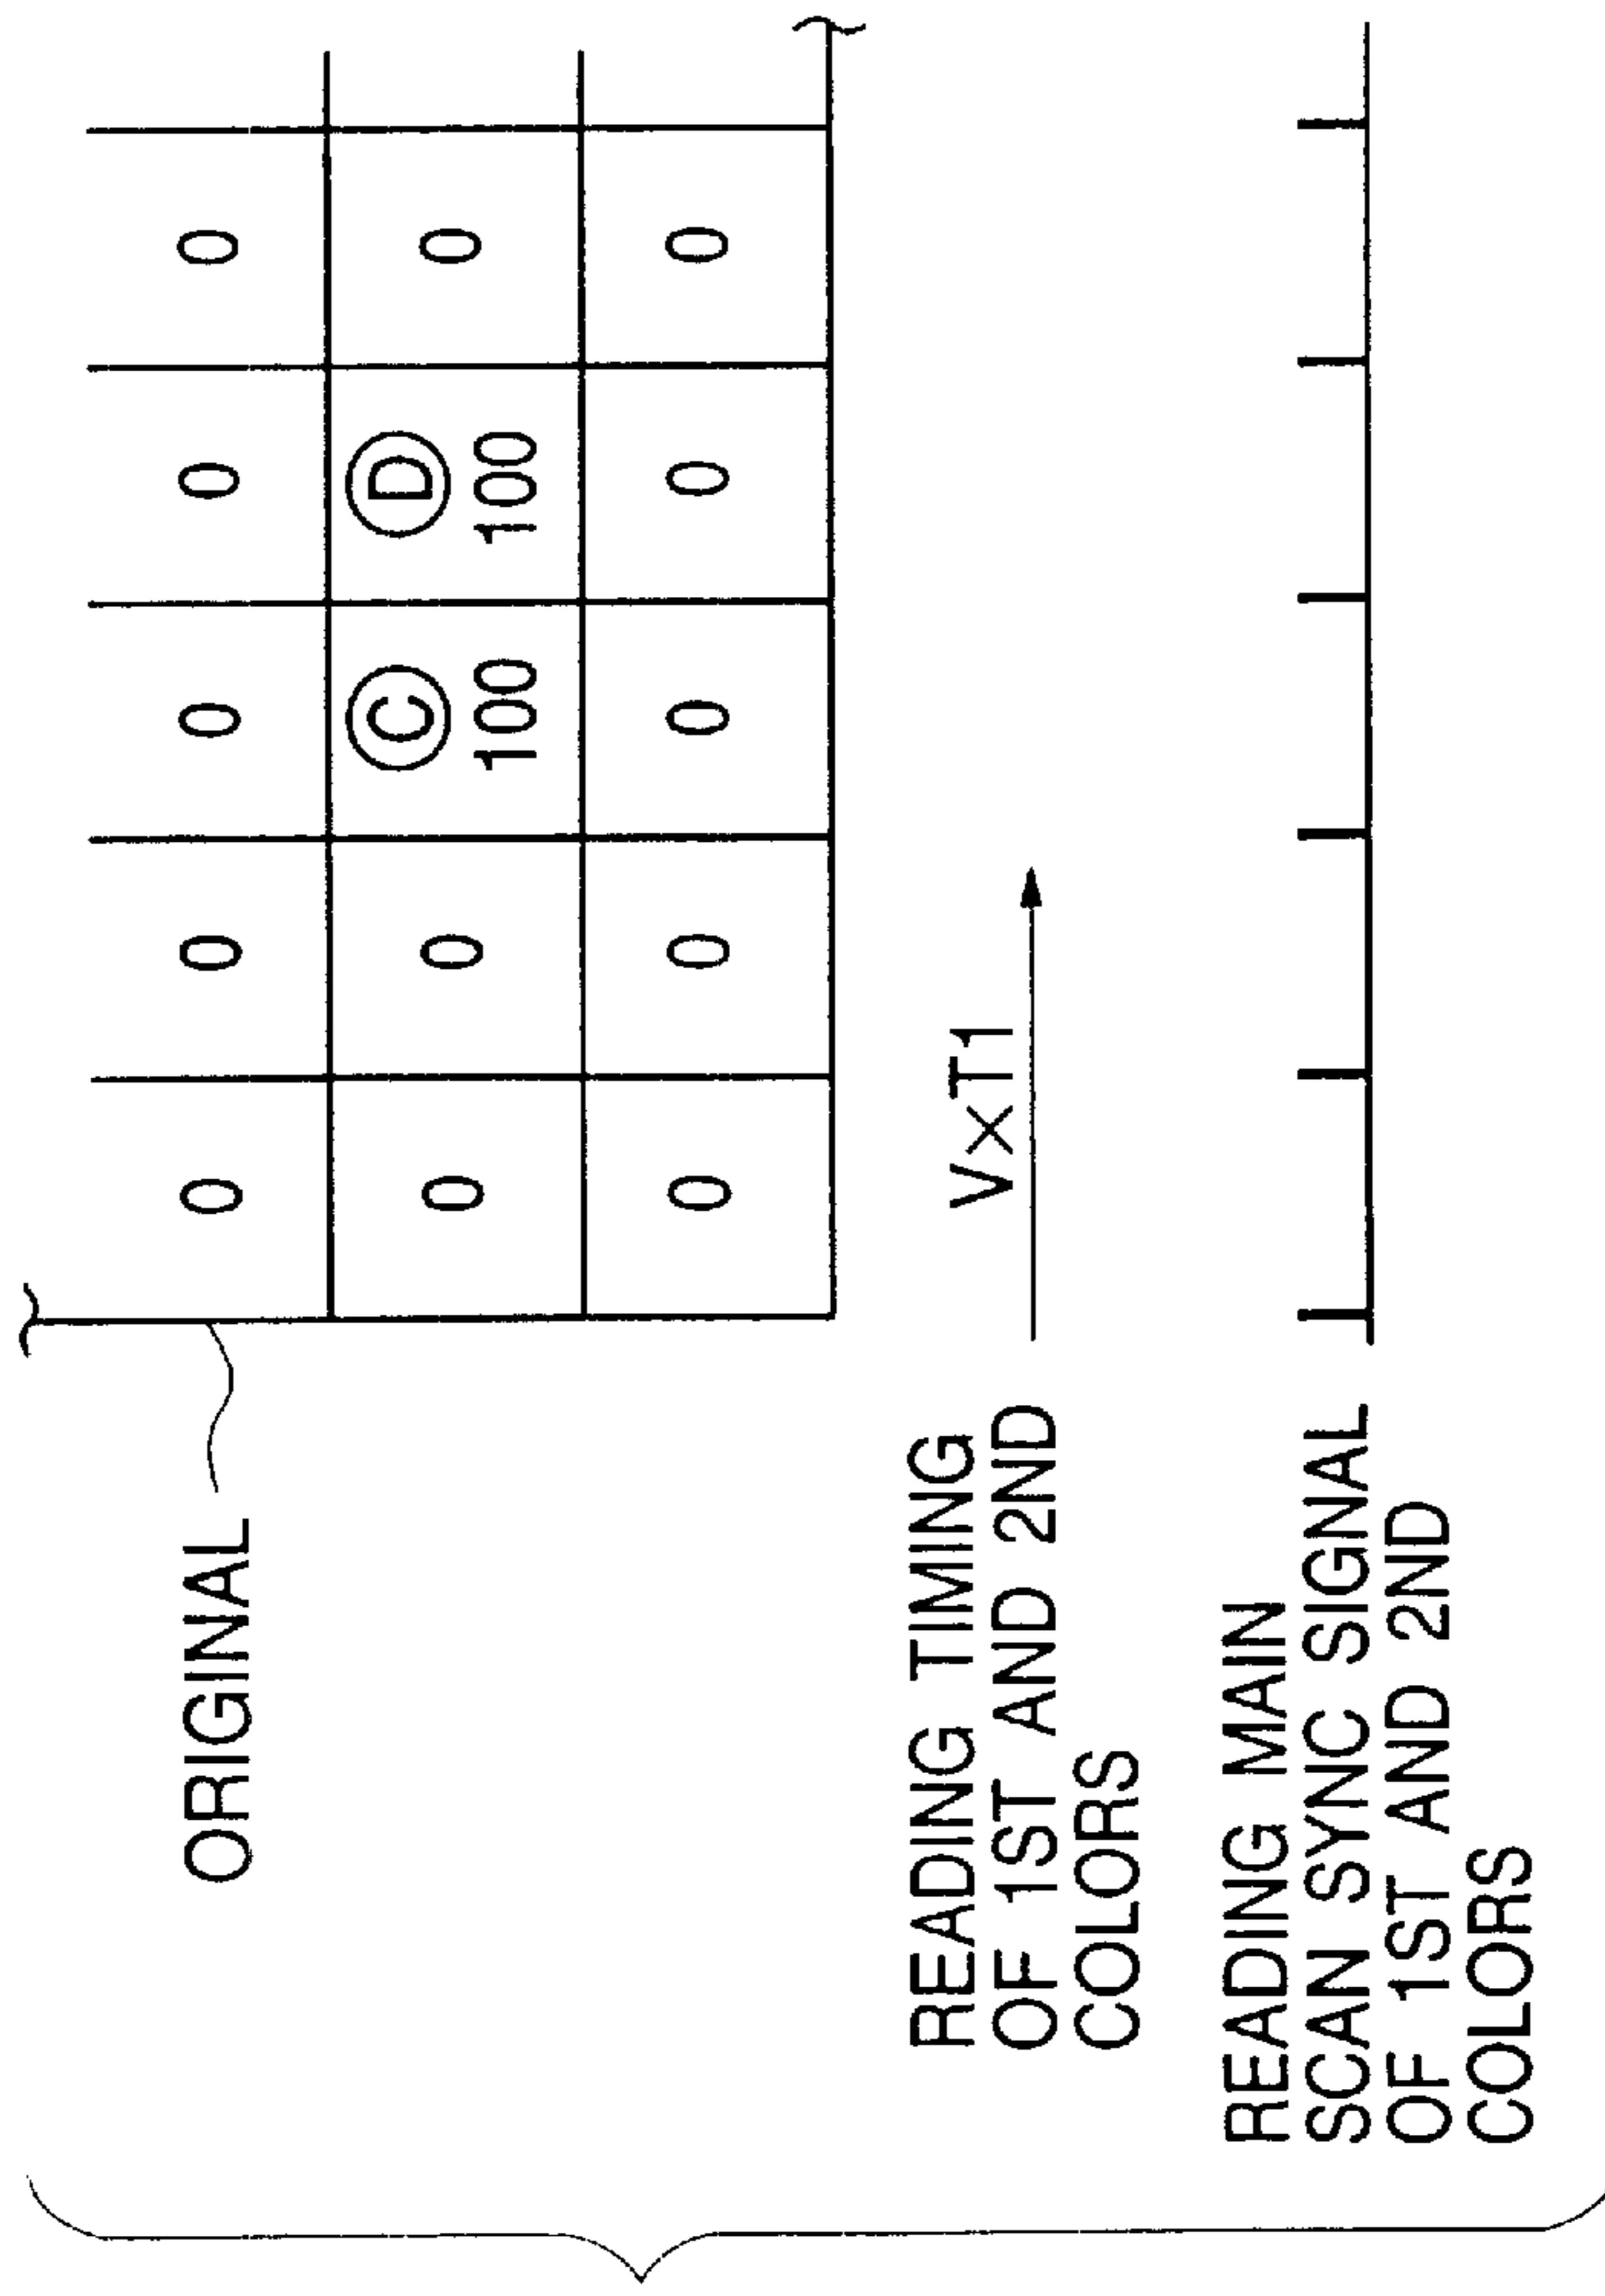 ORIGINAL
0 0 0 0 0
C D
0 0 100 100 0
0 0 0 0 0
V×T1
READING TIMING
OF 1ST AND 2ND
COLORS
READING MAIN
SCAN SYNC SIGNAL
OF 1ST AND 2ND
COLORS